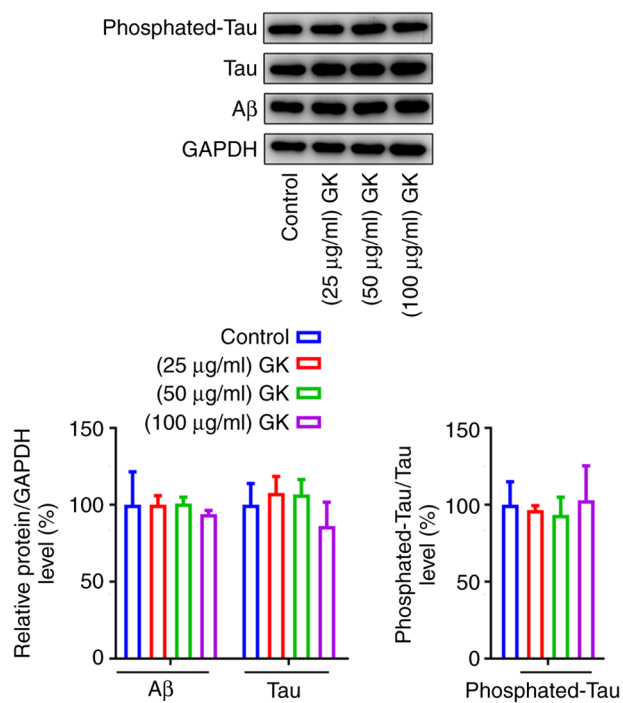 Phosphated-Tau
Tau
Aβ
GAPDH
Control
(25 μg/ml) GK
(50 μg/ml) GK
(100 μg/ml) GK
Control
(25 μg/ml) GK
(50 μg/ml) GK
(100 μg/ml) GK
Relative protein/GAPDH
level (%)
150
100
50
0
Aβ
Tau
Phosphated-Tau/Tau
level (%)
150
100
50
0
Phosphated-Tau